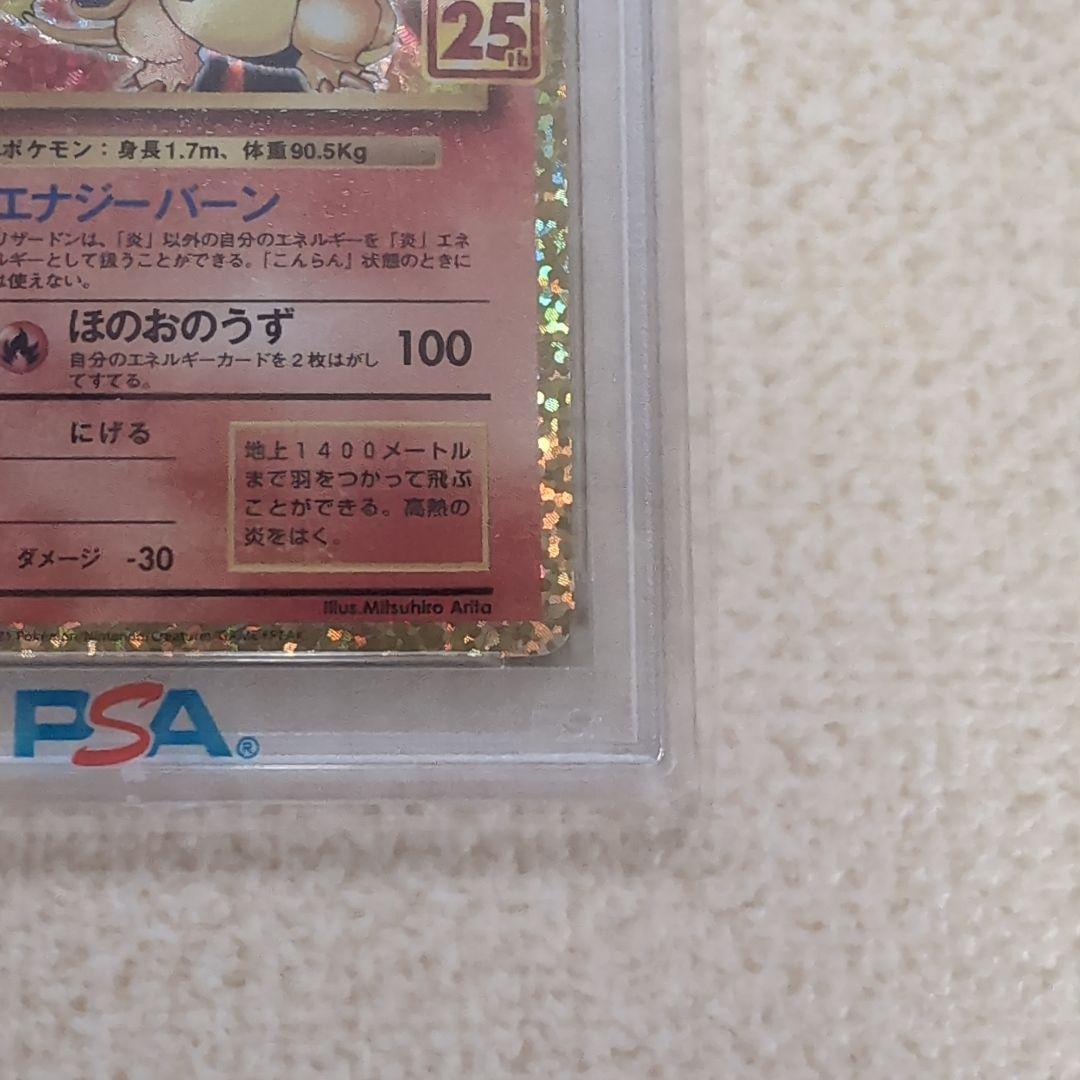 25th
ポケモン：身長1.7m、体重90.5Kg
エナジーバーン
リザードンは、「炎」以外の自分のエネルギーを「炎」エネ
ルギーとして扱うことができる。『こんらん』状態のときに
は使えない。
ほのおのうず 100
自分のエネルギーカードを２枚はがし
てすてる。
にげる
地上１４００メートル
まで羽をつかって飛ぶ
ことができる。高熱の
炎をはく。
ダメージ -30
Illus.Mitsuhiro Arita
Pokémon/Nintendo/Creatures/GAME FREAK
PSA®